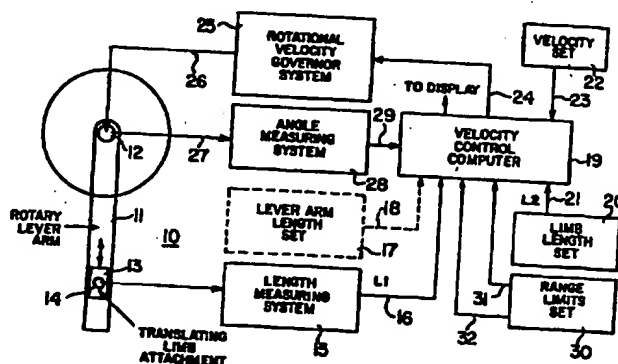 25
ROTATIONAL
VELOCITY
GOVERNOR
SYSTEM
26
VELOCITY SET
22
23
TO DISPLAY
24
12
27
ANGLE
MEASURING
SYSTEM
28
29
VELOCITY
CONTROL
COMPUTER
19
ROTARY
LEVER
ARM
11
10
LEVER ARM
LENGTH
SET
17
18
L2
21
20
LIMB
LENGTH SET
13
14
TRANSLATING
LIMB
ATTACHMENT
LENGTH
MEASURING
SYSTEM
15
L1
16
31
32
RANGE
LIMITS
SET
30